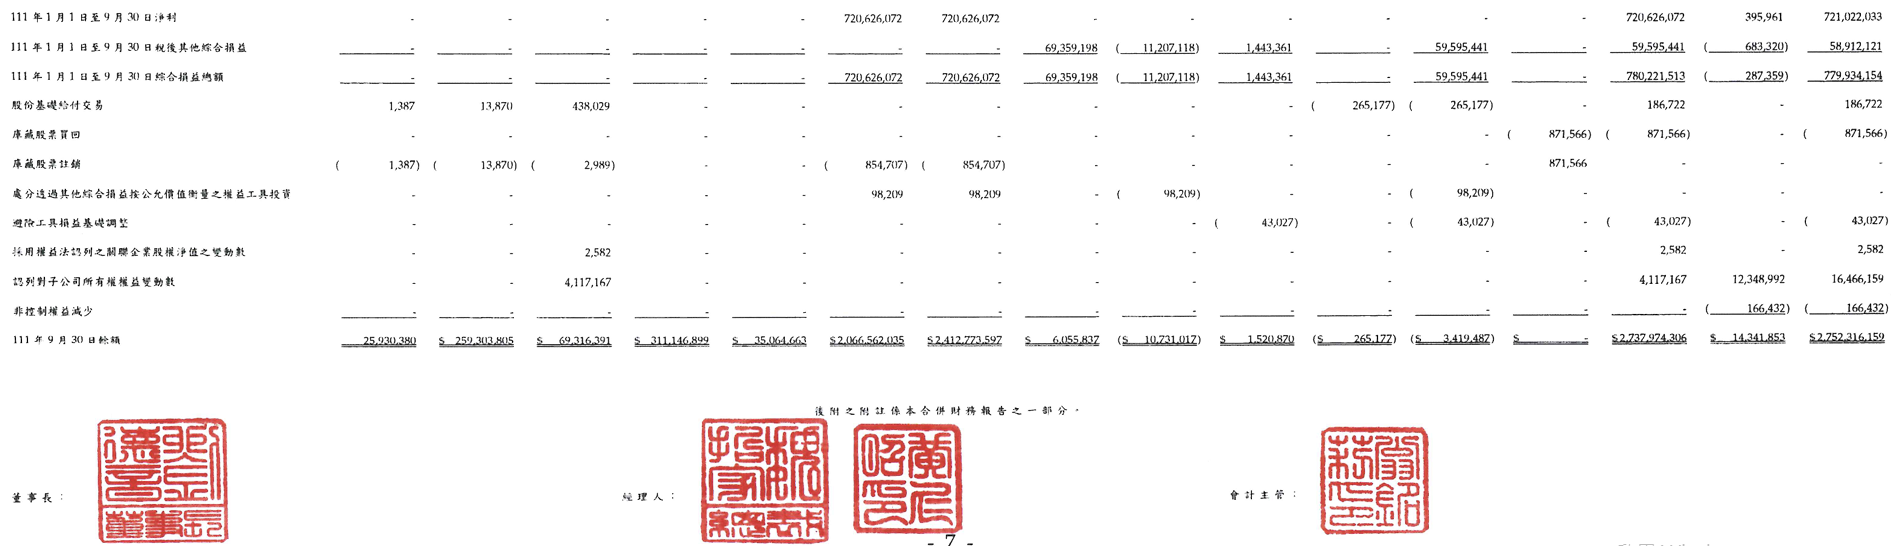 111 年 1 月 1 日至 9 月 30 日淨利 - - - - - 720,626,072 720,626,072 - - - - - - 720,626,072 395,961 721,022,033
111 年 1 月 1 日至 9 月 30 日稅後其他綜合損益 - - - - - - - 69,359,198 ( 11,207,118) 1,443,361 - 59,595,441 - 59,595,441 ( 683,320) 58,912,121
111 年 1 月 1 日至 9 月 30 日綜合損益總額 - - - - - 720,626,072 720,626,072 69,359,198 ( 11,207,118) 1,443,361 - 59,595,441 - 780,221,513 ( 287,359) 779,934,154
股份基礎給付交易 1,387 13,870 438,029 - - - - - - - ( 265,177) ( 265,177) - 186,722 - 186,722
庫藏股票買回 - - - - - - - - - - - - ( 871,566) ( 871,566) - ( 871,566)
庫藏股票註銷 ( 1,387) ( 13,870) ( 2,989) - - ( 854,707) ( 854,707) - - - - - 871,566 - - -
處分透過其他綜合損益按公允價值衡量之權益工具投資 - - - - - 98,209 98,209 - ( 98,209) - - ( 98,209) - - - -
避險工具損益基礎調整 - - - - - - - - - ( 43,027) - ( 43,027) - ( 43,027) - ( 43,027)
採用權益法認列之關聯企業股權淨值之變動數 - - 2,582 - - - - - - - - - - 2,582 - 2,582
認列對子公司所有權權益變動數 - - 4,117,167 - - - - - - - - - - 4,117,167 12,348,992 16,466,159
非控制權益減少 - - - - - - - - - - - - - - ( 166,432) ( 166,432)
111 年 9 月 30 日餘額 25,930,380 $ 259,303,805 $ 69,316,391 $ 311,146,899 $ 35,064,663 $2,066,562,035 $2,412,773,597 $ 6,055,837 ($ 10,731,017) $ 1,520,870 ($ 265,177) ($ 3,419,487) $ - $2,737,974,306 $ 14,341,853 $2,752,316,159
後附之附註係本合併財務報告之一部分。
董事長：
經理人：
會計主管：
- 7 -